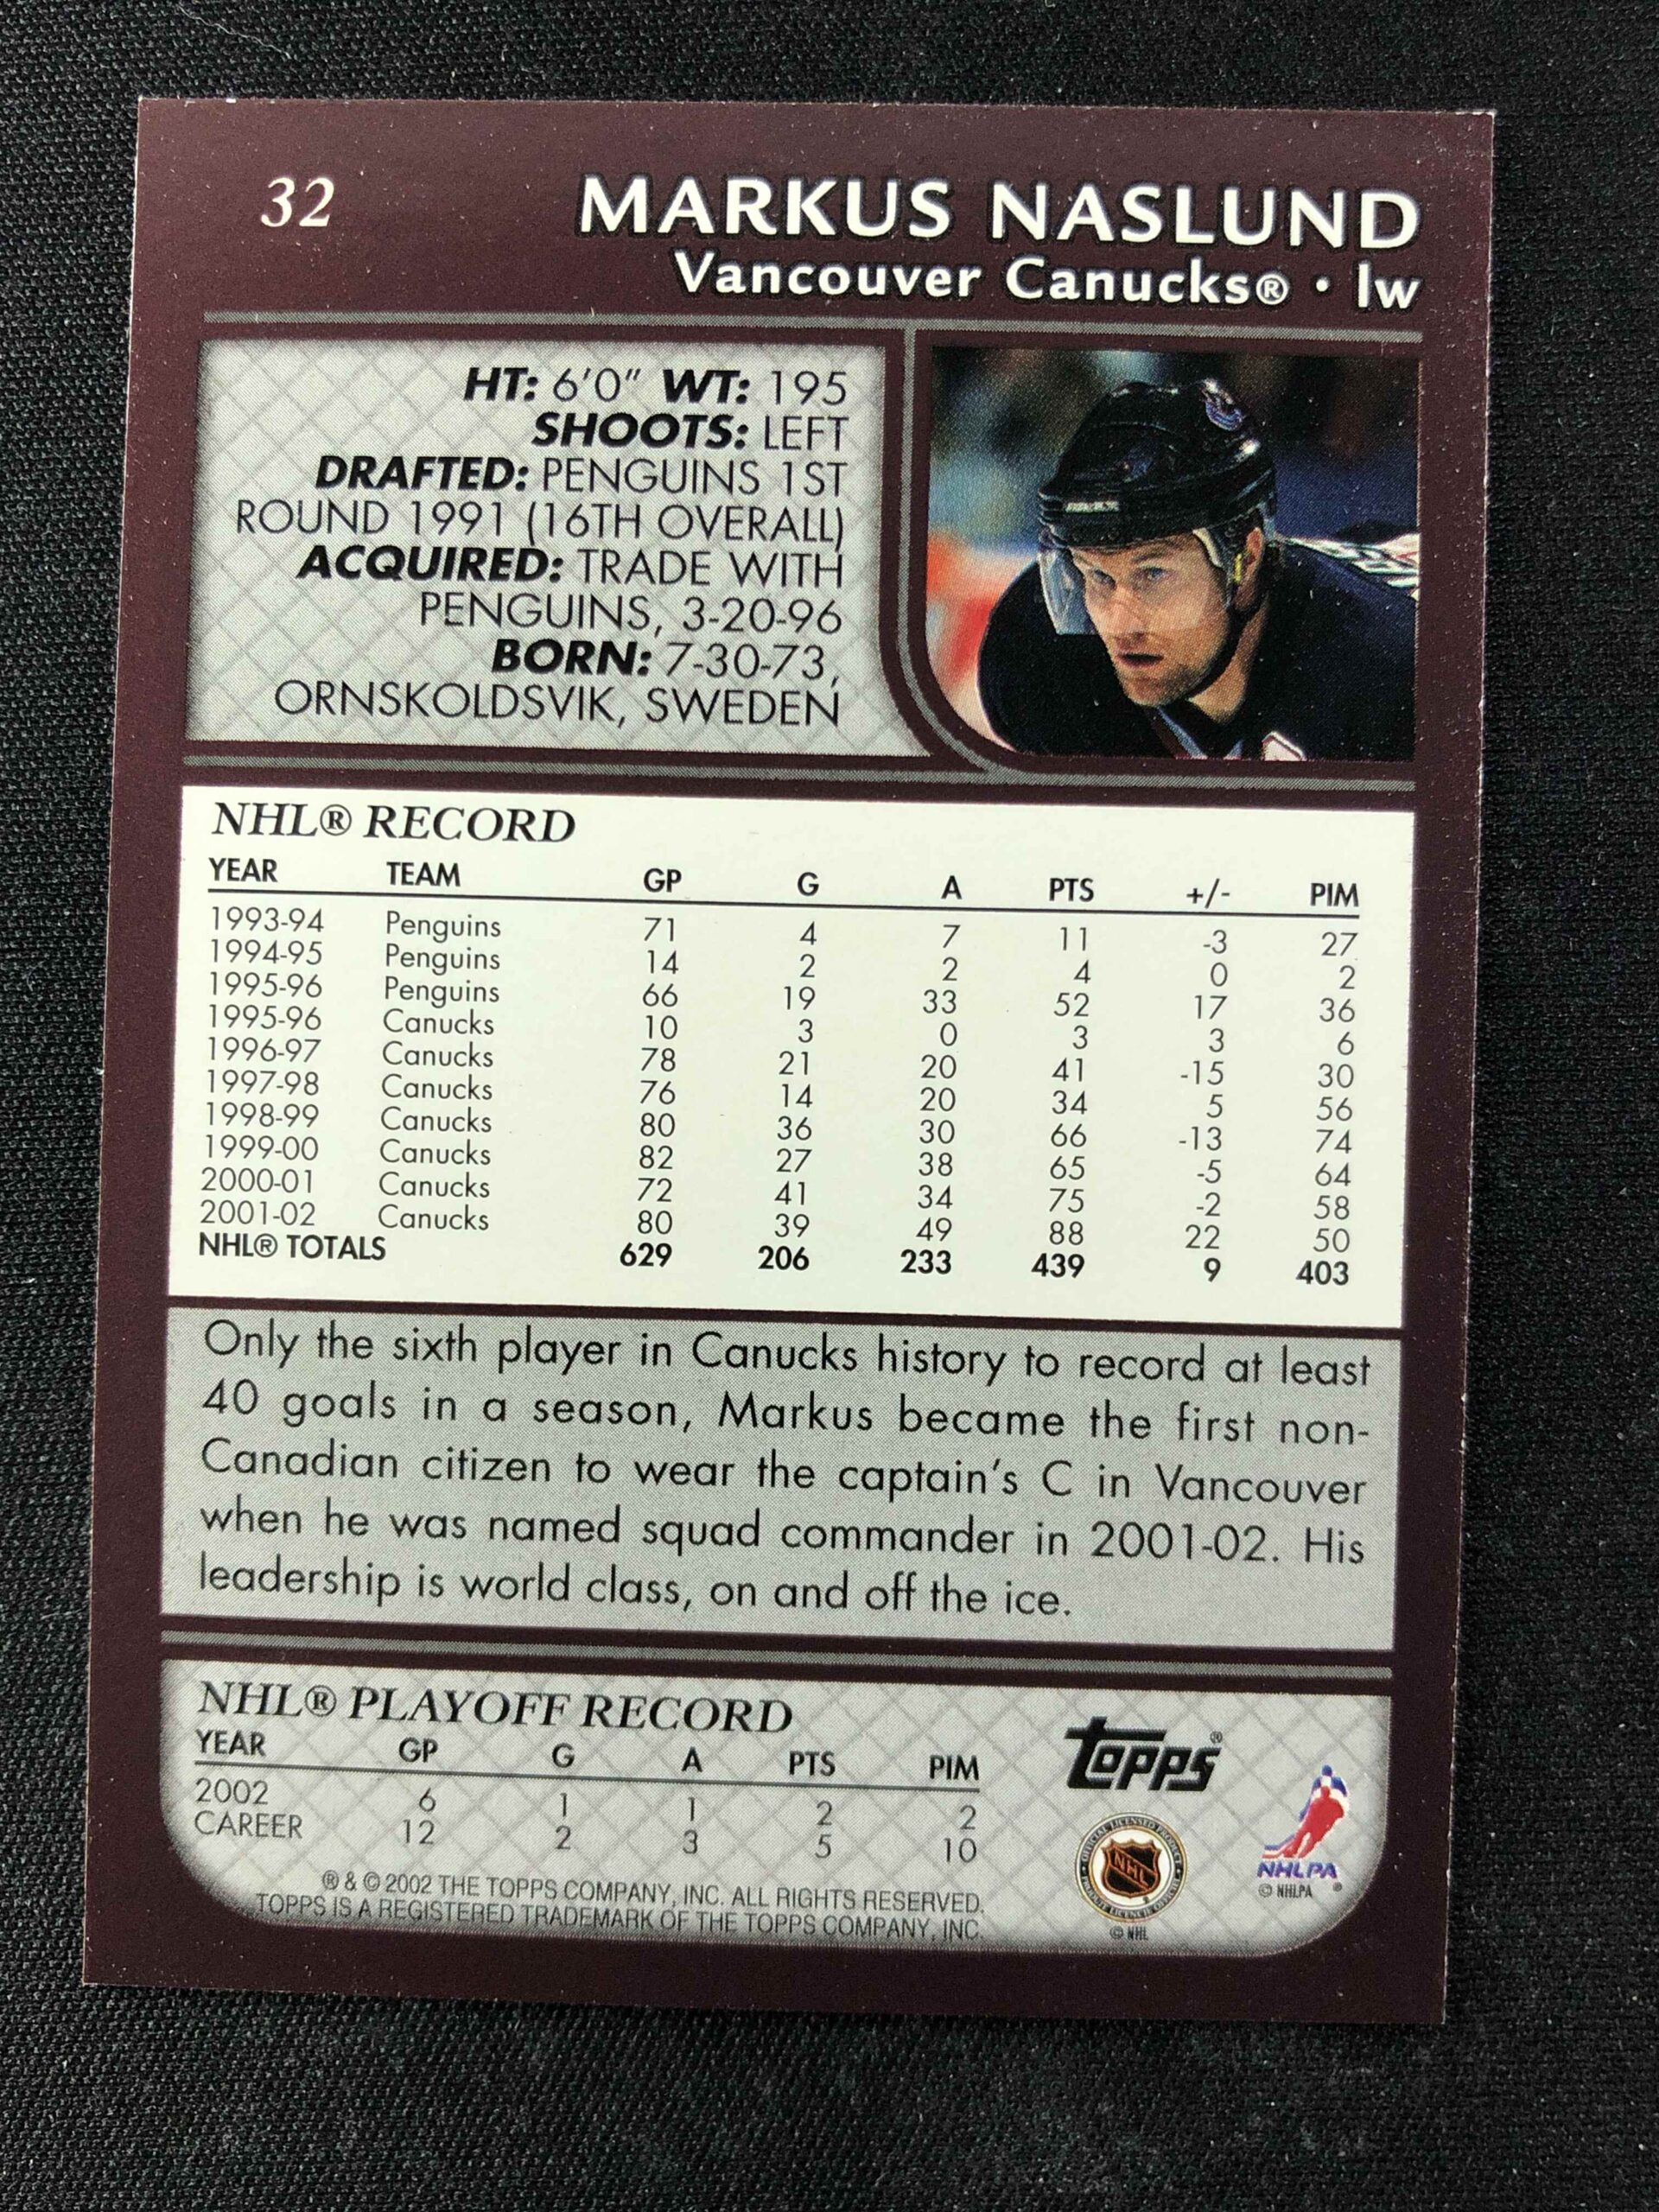 32
MARKUS NASLUND
Vancouver Canucks® • lw
HT: 6'0" WT: 195
SHOOTS: LEFT
DRAFTED: PENGUINS 1ST
ROUND 1991 (16TH OVERALL)
ACQUIRED: TRADE WITH
PENGUINS, 3-20-96
BORN: 7-30-73,
ORNSKOLDSVIK, SWEDEN
NHL® RECORD
YEAR TEAM GP G A PTS +/- PIM
1993-94 Penguins 71 4 7 11 -3 27
1994-95 Penguins 14 2 2 4 0 2
1995-96 Penguins 66 19 33 52 17 36
1995-96 Canucks 10 3 0 3 3 6
1996-97 Canucks 78 21 20 41 -15 30
1997-98 Canucks 76 14 20 34 5 56
1998-99 Canucks 80 36 30 66 -13 74
1999-00 Canucks 82 27 38 65 -5 64
2000-01 Canucks 72 41 34 75 -2 58
2001-02 Canucks 80 39 49 88 22 50
NHL® TOTALS 629 206 233 439 9 403
Only the sixth player in Canucks history to record at least
40 goals in a season, Markus became the first non-
Canadian citizen to wear the captain's C in Vancouver
when he was named squad commander in 2001-02. His
leadership is world class, on and off the ice.
NHL® PLAYOFF RECORD
YEAR GP G A PTS PIM
2002 6 1 1 2 2
CAREER 12 2 3 5 10
® & © 2002 THE TOPPS COMPANY, INC. ALL RIGHTS RESERVED.
TOPPS IS A REGISTERED TRADEMARK OF THE TOPPS COMPANY, INC.
Topps®
OFFICIAL LICENSED PRODUCT
NHL
© NHL
NHLPA
© NHLPA ®